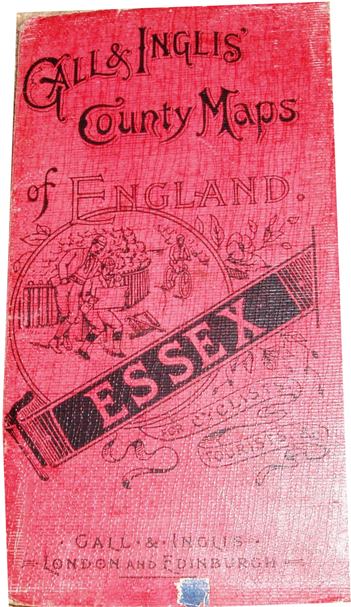 GALL & INGLIS'
COUNTY MAPS
of ENGLAND.
ESSEX
FOR CYCLISTS
TOURISTS, &c
GALL & INGLIS
LONDON AND EDINBURGH